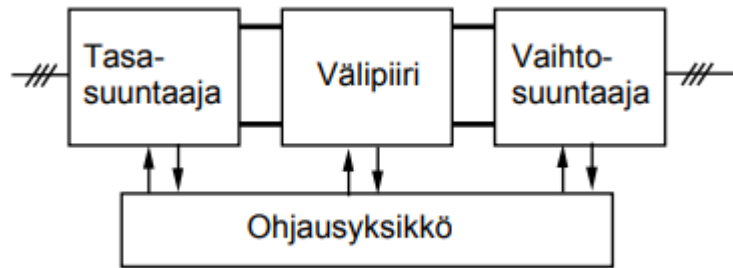 Tasa-
suuntaaja
Välipiiri
Vaihto-
suuntaaja
Ohjausyksikkö